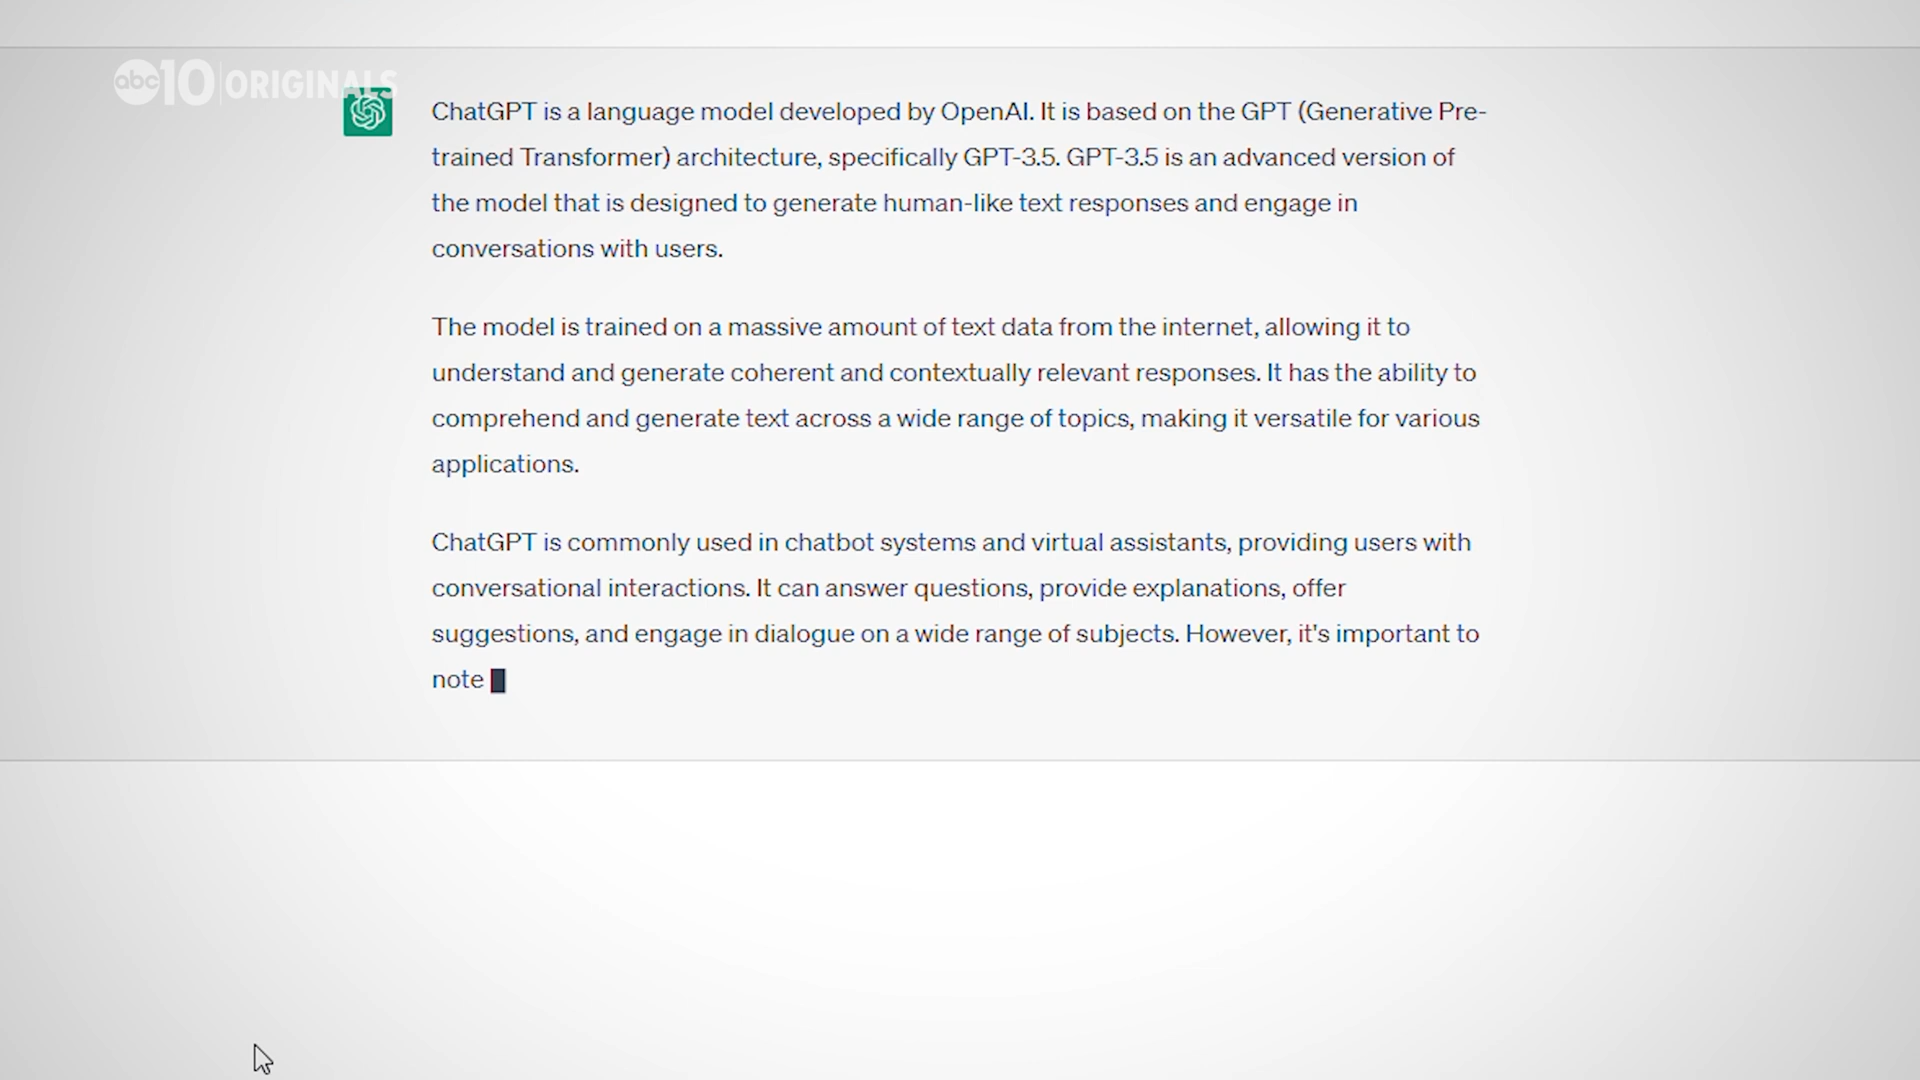 abc10 ORIGINALS
ChatGPT is a language model developed by OpenAI. It is based on the GPT (Generative Pre-
trained Transformer) architecture, specifically GPT-3.5. GPT-3.5 is an advanced version of
the model that is designed to generate human-like text responses and engage in
conversations with users.
The model is trained on a massive amount of text data from the internet, allowing it to
understand and generate coherent and contextually relevant responses. It has the ability to
comprehend and generate text across a wide range of topics, making it versatile for various
applications.
ChatGPT is commonly used in chatbot systems and virtual assistants, providing users with
conversational interactions. It can answer questions, provide explanations, offer
suggestions, and engage in dialogue on a wide range of subjects. However, it's important to
note